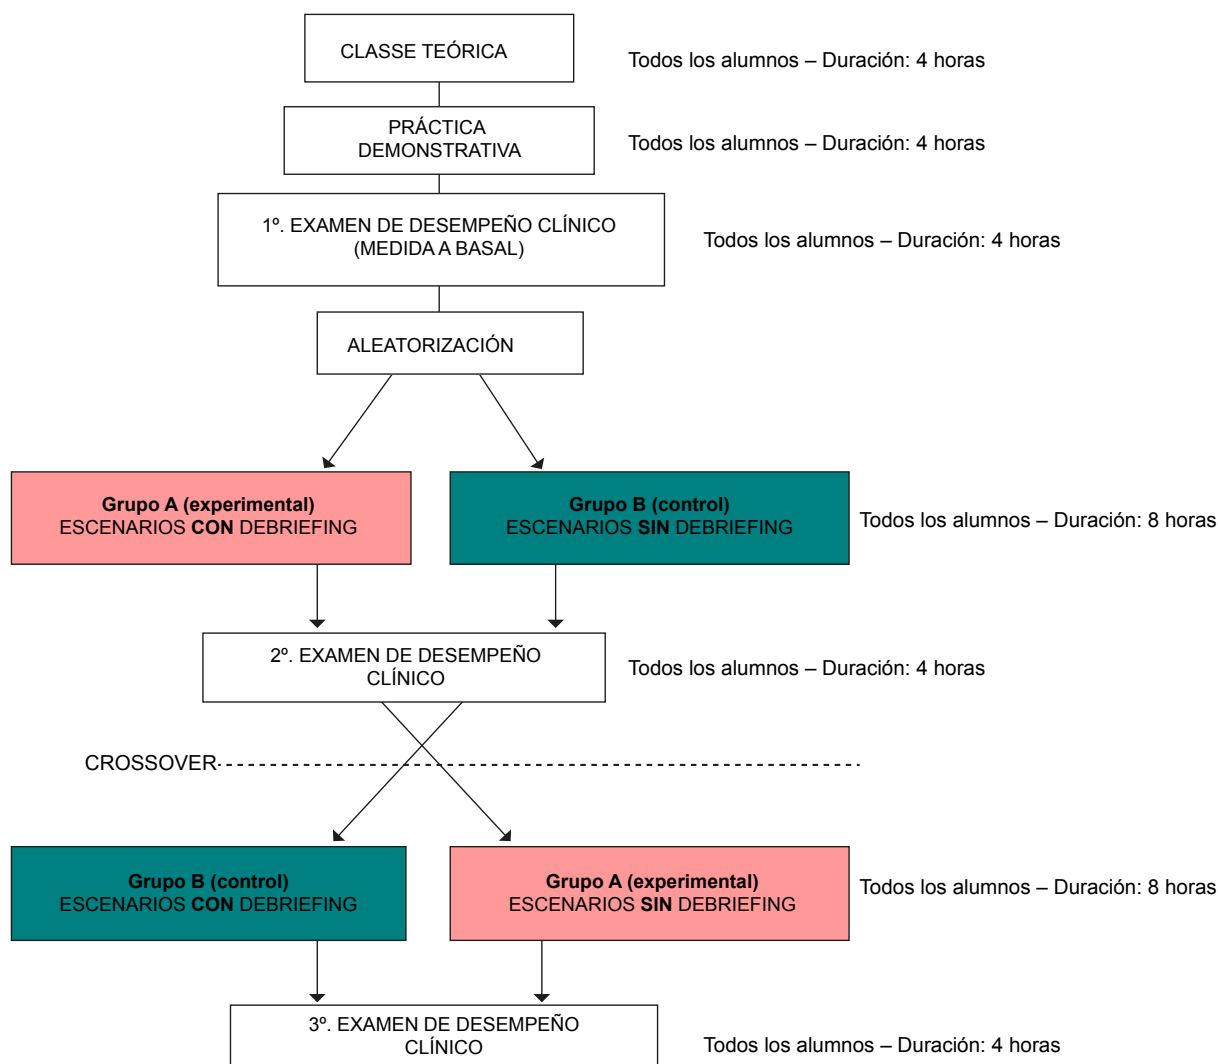 CLASSE TEÓRICA
Todos los alumnos – Duración: 4 horas
PRÁCTICA
DEMONSTRATIVA
Todos los alumnos – Duración: 4 horas
1º. EXAMEN DE DESEMPEÑO CLÍNICO
(MEDIDA A BASAL)
Todos los alumnos – Duración: 4 horas
ALEATORIZACIÓN
Grupo A (experimental)
ESCENARIOS CON DEBRIEFING
Grupo B (control)
ESCENARIOS SIN DEBRIEFING
Todos los alumnos – Duración: 8 horas
2º. EXAMEN DE DESEMPEÑO
CLÍNICO
Todos los alumnos – Duración: 4 horas
CROSSOVER
Grupo B (control)
ESCENARIOS CON DEBRIEFING
Grupo A (experimental)
ESCENARIOS SIN DEBRIEFING
Todos los alumnos – Duración: 8 horas
3º. EXAMEN DE DESEMPEÑO
CLÍNICO
Todos los alumnos – Duración: 4 horas